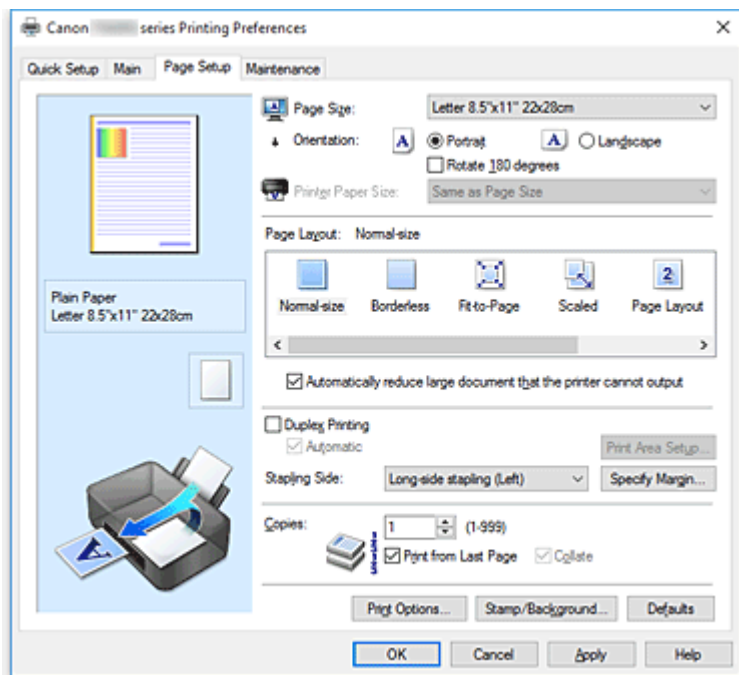 Canon series Printing Preferences
Quick Setup Main Page Setup Maintenance
Page Size: Letter 8.5"x11" 22x28cm
Orientation: A Portrait A Landscape
Rotate 180 degrees
Printer Paper Size: Same as Page Size
Page Layout: Normal-size
2
Normal-size Borderless Fit-to-Page Scaled Page Layout
Plain Paper
Letter 8.5"x11" 22x28cm
Automatically reduce large document that the printer cannot output
Duplex Printing
Automatic Print Area Setup...
Stapling Side: Long-side stapling (Left) Specify Margin...
Copies: 1 (1-999)
Print from Last Page Collate
A
Print Options... Stamp/Background... Defaults
OK Cancel Apply Help